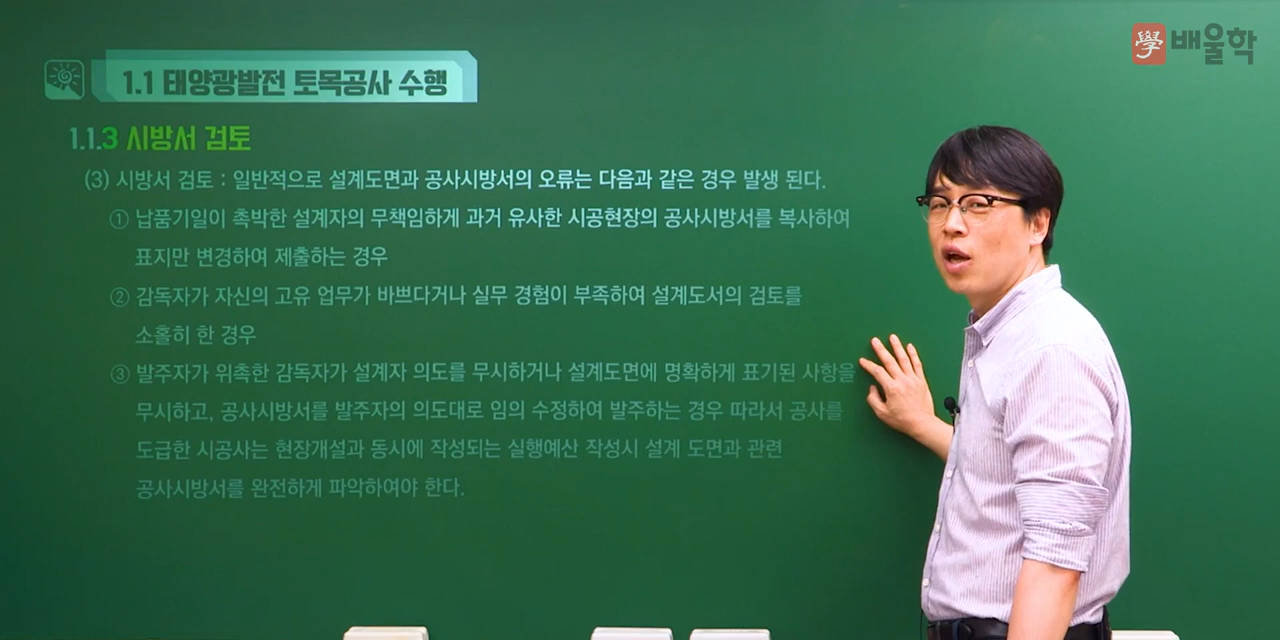 學 배울학
1.1 태양광발전 토목공사 수행
1.1.3 시방서 검토
(3) 시방서 검토 : 일반적으로 설계도면과 공사시방서의 오류는 다음과 같은 경우 발생 된다.
① 납품기일이 촉박한 설계자의 무책임하게 과거 유사한 시공현장의 공사시방서를 복사하여
표지만 변경하여 제출하는 경우
② 감독자가 자신의 고유 업무가 바쁘다거나 실무 경험이 부족하여 설계도서의 검토를
소홀히 한 경우
③ 발주자가 위촉한 감독자가 설계자 의도를 무시하거나 설계도면에 명확하게 표기된 사항을
무시하고, 공사시방서를 발주자의 의도대로 임의 수정하여 발주하는 경우 따라서 공사를
도급한 시공사는 현장개설과 동시에 작성되는 실행예산 작성시 설계 도면과 관련
공사시방서를 완전하게 파악하여야 한다.